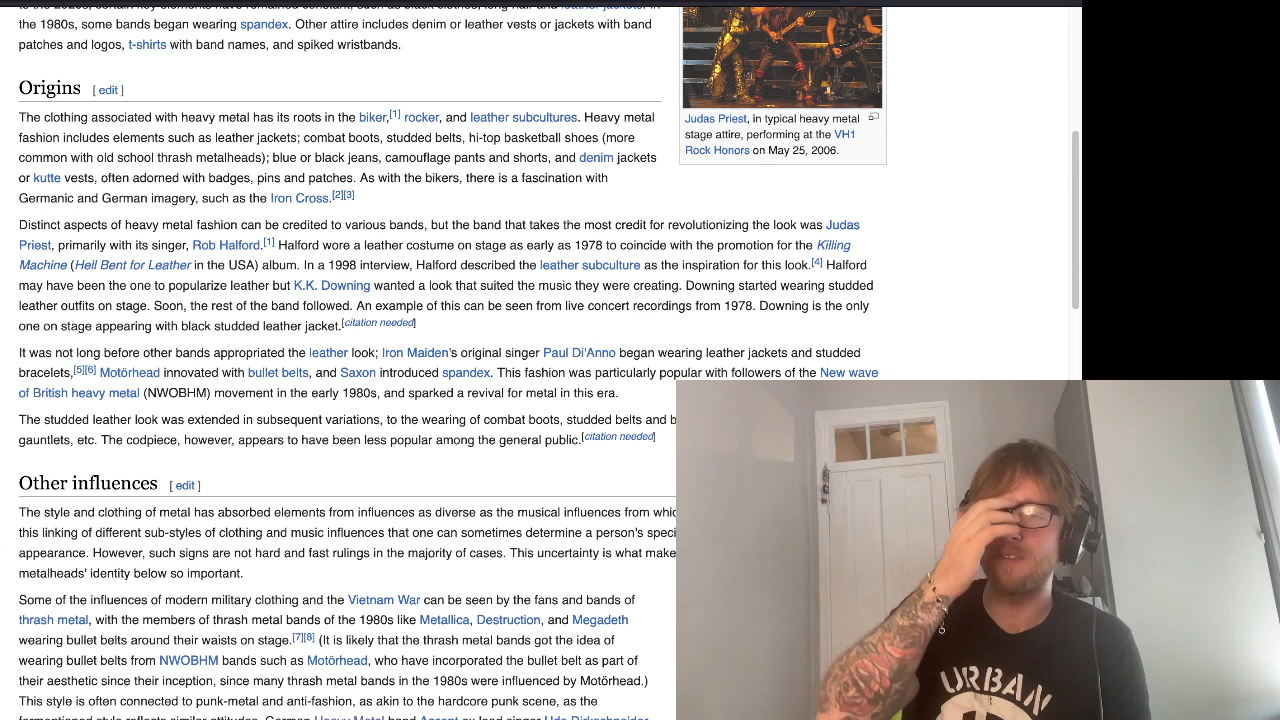 the 1980s, some bands began wearing spandex. Other attire includes denim or leather vests or jackets with band
patches and logos, t-shirts with band names, and spiked wristbands.
Origins [ edit ]
The clothing associated with heavy metal has its roots in the biker,[1] rocker, and leather subcultures. Heavy metal
fashion includes elements such as leather jackets; combat boots, studded belts, hi-top basketball shoes (more
common with old school thrash metalheads); blue or black jeans, camouflage pants and shorts, and denim jackets
or kutte vests, often adorned with badges, pins and patches. As with the bikers, there is a fascination with
Germanic and German imagery, such as the Iron Cross.[2][3]
Judas Priest, in typical heavy metal
stage attire, performing at the VH1
Rock Honors on May 25, 2006.
Distinct aspects of heavy metal fashion can be credited to various bands, but the band that takes the most credit for revolutionizing the look was Judas
Priest, primarily with its singer, Rob Halford.[1] Halford wore a leather costume on stage as early as 1978 to coincide with the promotion for the Killing
Machine (Hell Bent for Leather in the USA) album. In a 1998 interview, Halford described the leather subculture as the inspiration for this look.[4] Halford
may have been the one to popularize leather but K.K. Downing wanted a look that suited the music they were creating. Downing started wearing studded
leather outfits on stage. Soon, the rest of the band followed. An example of this can be seen from live concert recordings from 1978. Downing is the only
one on stage appearing with black studded leather jacket.[citation needed]
It was not long before other bands appropriated the leather look; Iron Maiden's original singer Paul Di'Anno began wearing leather jackets and studded
bracelets,[5][6] Motörhead innovated with bullet belts, and Saxon introduced spandex. This fashion was particularly popular with followers of the New wave
of British heavy metal (NWOBHM) movement in the early 1980s, and sparked a revival for metal in this era.
The studded leather look was extended in subsequent variations, to the wearing of combat boots, studded belts and b
gauntlets, etc. The codpiece, however, appears to have been less popular among the general public.[citation needed]
Other influences [ edit ]
The style and clothing of metal has absorbed elements from influences as diverse as the musical influences from whic
this linking of different sub-styles of clothing and music influences that one can sometimes determine a person's speci
appearance. However, such signs are not hard and fast rulings in the majority of cases. This uncertainty is what make
metalheads' identity below so important.
Some of the influences of modern military clothing and the Vietnam War can be seen by the fans and bands of
thrash metal, with the members of thrash metal bands of the 1980s like Metallica, Destruction, and Megadeth
wearing bullet belts around their waists on stage.[7][8] (It is likely that the thrash metal bands got the idea of
wearing bullet belts from NWOBHM bands such as Motörhead, who have incorporated the bullet belt as part of
their aesthetic since their inception, since many thrash metal bands in the 1980s were influenced by Motörhead.)
This style is often connected to punk-metal and anti-fashion, as akin to the hardcore punk scene, as the
URBAN